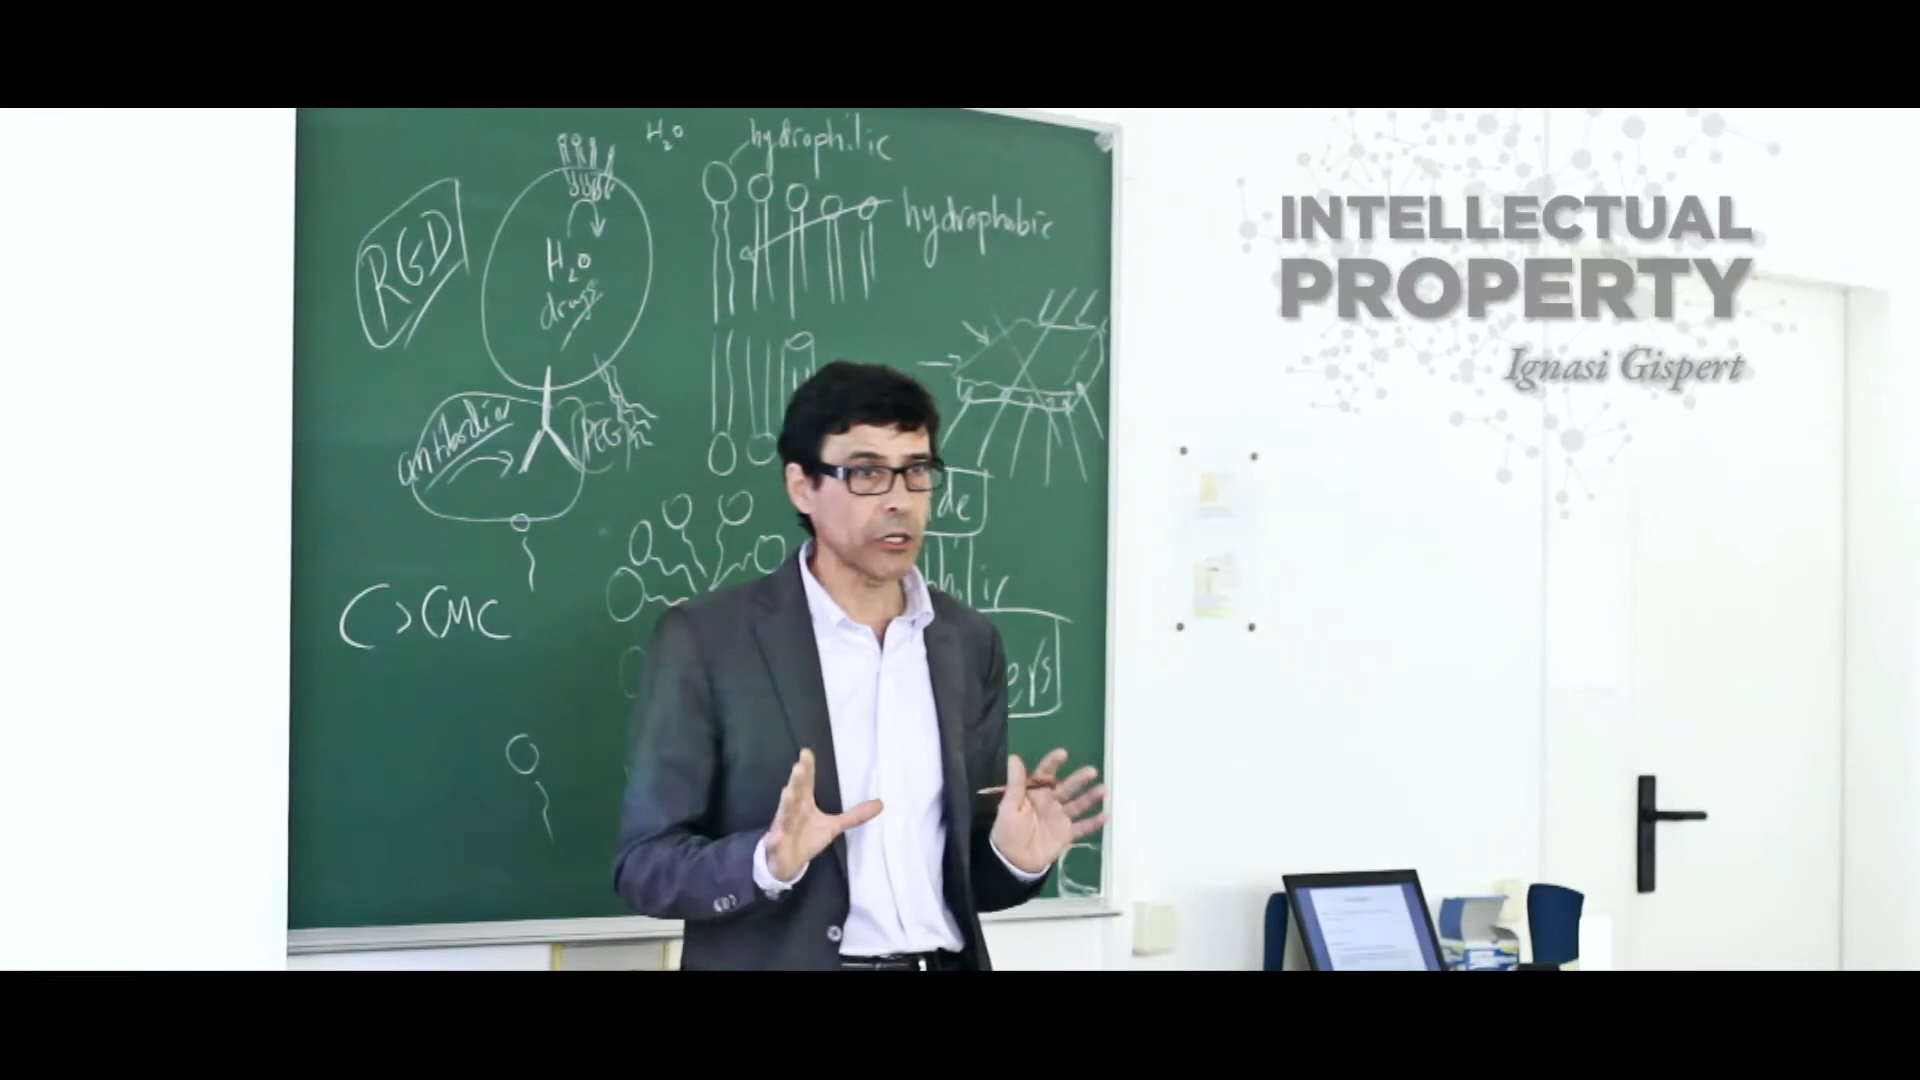 H2O
hydrophilic
hydrophobic
RGD
H2O
drugs
antibodies
PEG
C > CMC
INTELLECTUAL
PROPERTY
Ignasi Gispert